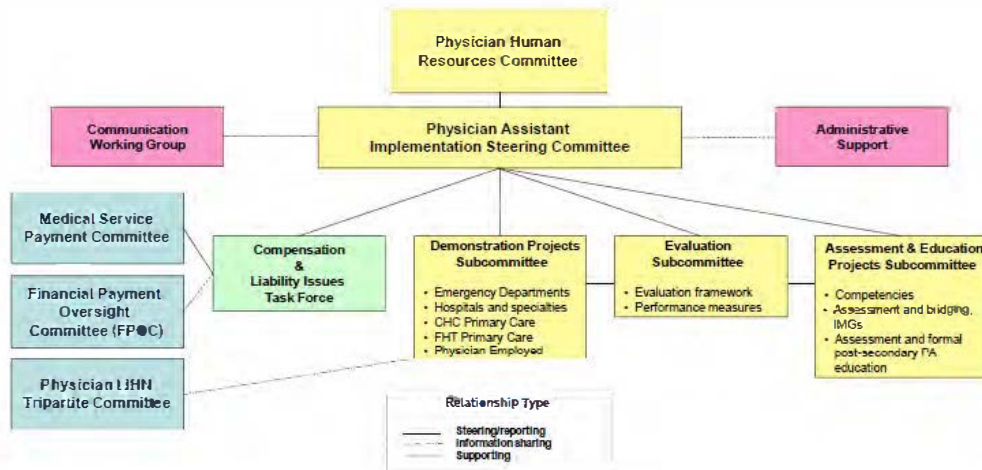 Physician Human
Resources Committee
Communication
Working Group
Physician Assistant
Implementation Steering Committee
Administrative
Support
Medical Service
Payment Committee
Financial Payment
Oversight
Committee (FPOC)
Physician LIHN
Tripartite Committee
Compensation
&
Liability Issues
Task Force
Demonstration Projects
Subcommittee
• Emergency Departments
• Hospitals and specialties
• CHC Primary Care
• FHT Primary Care
• Physician Employed
Evaluation
Subcommittee
• Evaluation framework
• Performance measures
Assessment & Education
Projects Subcommittee
• Competencies
• Assessment and bridging,
IMGs
• Assessment and formal
post-secondary PA
education
Relationship Type
Steering/reporting
Information sharing
Supporting